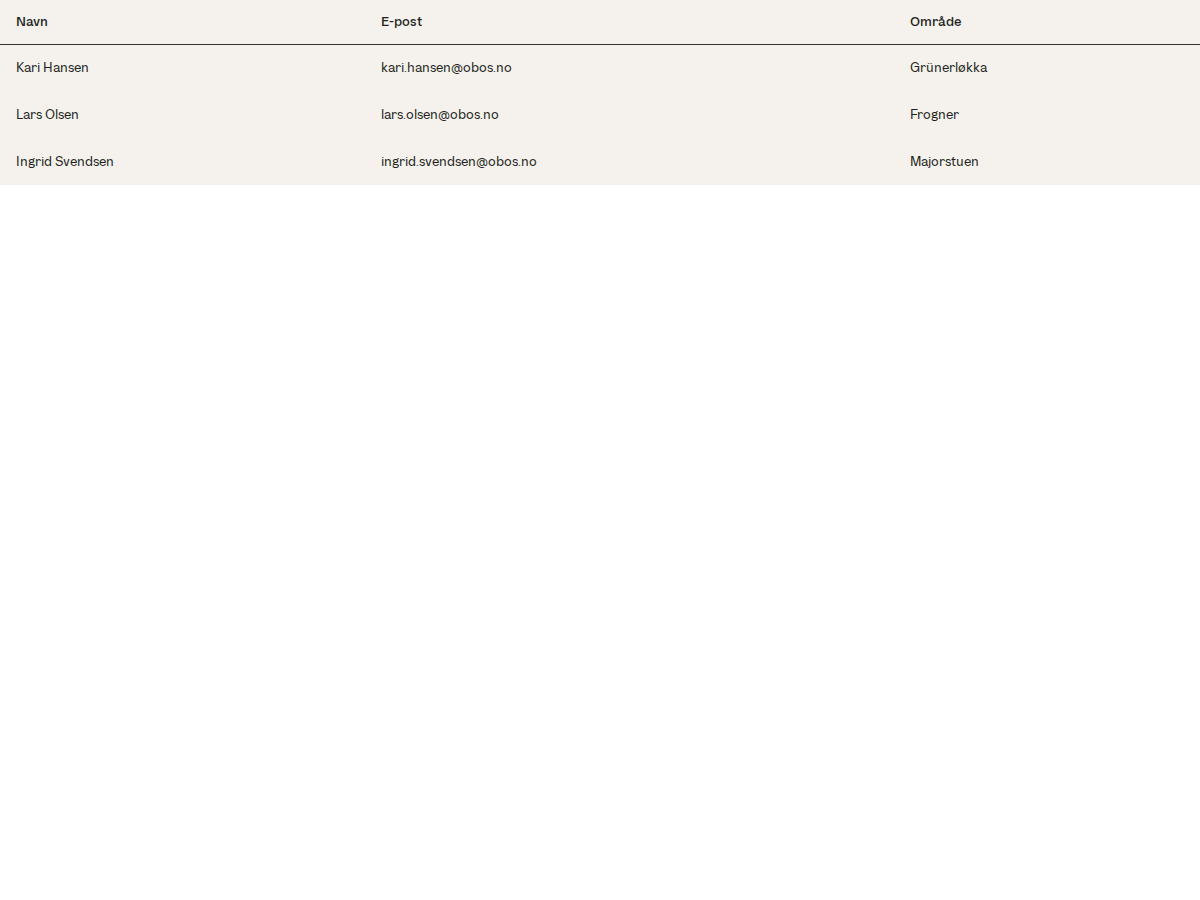 Navn E-post Område
Kari Hansen kari.hansen@obos.no Grünerløkka
Lars Olsen lars.olsen@obos.no Frogner
Ingrid Svendsen ingrid.svendsen@obos.no Majorstuen